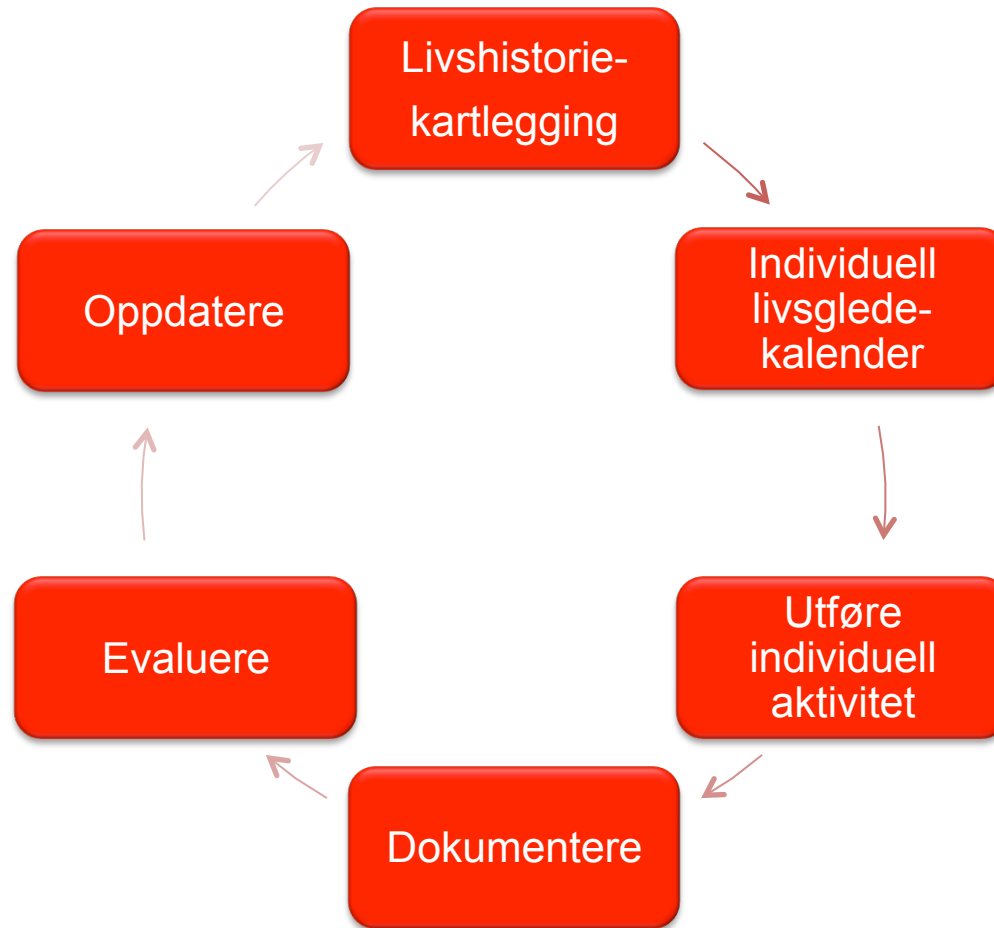 Livshistorie-
kartlegging
Individuell
livsglede-
kalender
Utføre
individuell
aktivitet
Dokumentere
Evaluere
Oppdatere